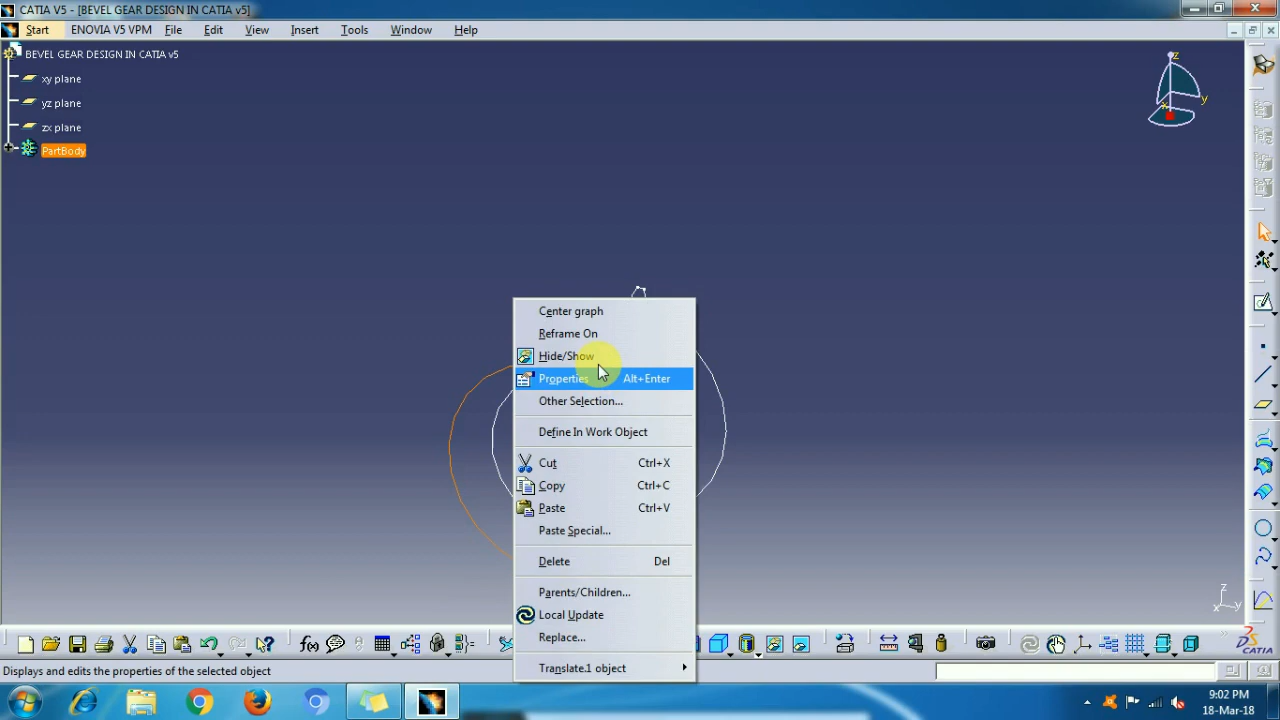 CATIA V5 - [BEVEL GEAR DESIGN IN CATIA v5]
Start ENOVIA V5 VPM File Edit View Insert Tools Window Help
BEVEL GEAR DESIGN IN CATIA v5
xy plane
yz plane
zx plane
PartBody
z
y
x
Center graph
Reframe On
Hide/Show
Properties Alt+Enter
Other Selection...
Define In Work Object
Cut Ctrl+X
Copy Ctrl+C
Paste Ctrl+V
Paste Special...
Delete Del
Parents/Children...
Local Update
Replace...
Translate.1 object
z
x y
f(x)
CATIA
Displays and edits the properties of the selected object
9:02 PM
18-Mar-18